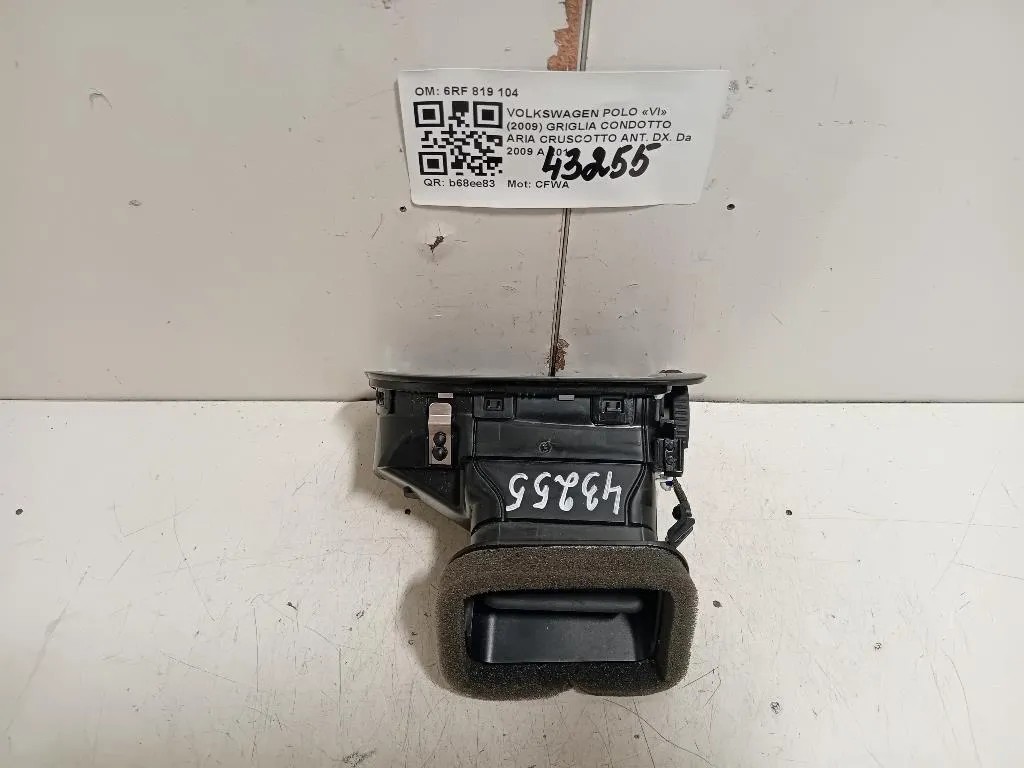 OM: 6RF 819 104
VOLKSWAGEN POLO «VI»
(2009) GRIGLIA CONDOTTO
ARIA CRUSCOTTO ANT. DX. Da
2009 A
43255
QR: b68ee83 Mot: CFWA
43255